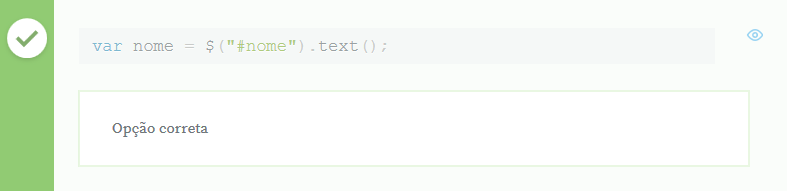 var nome = $("#nome").text();
Opção correta